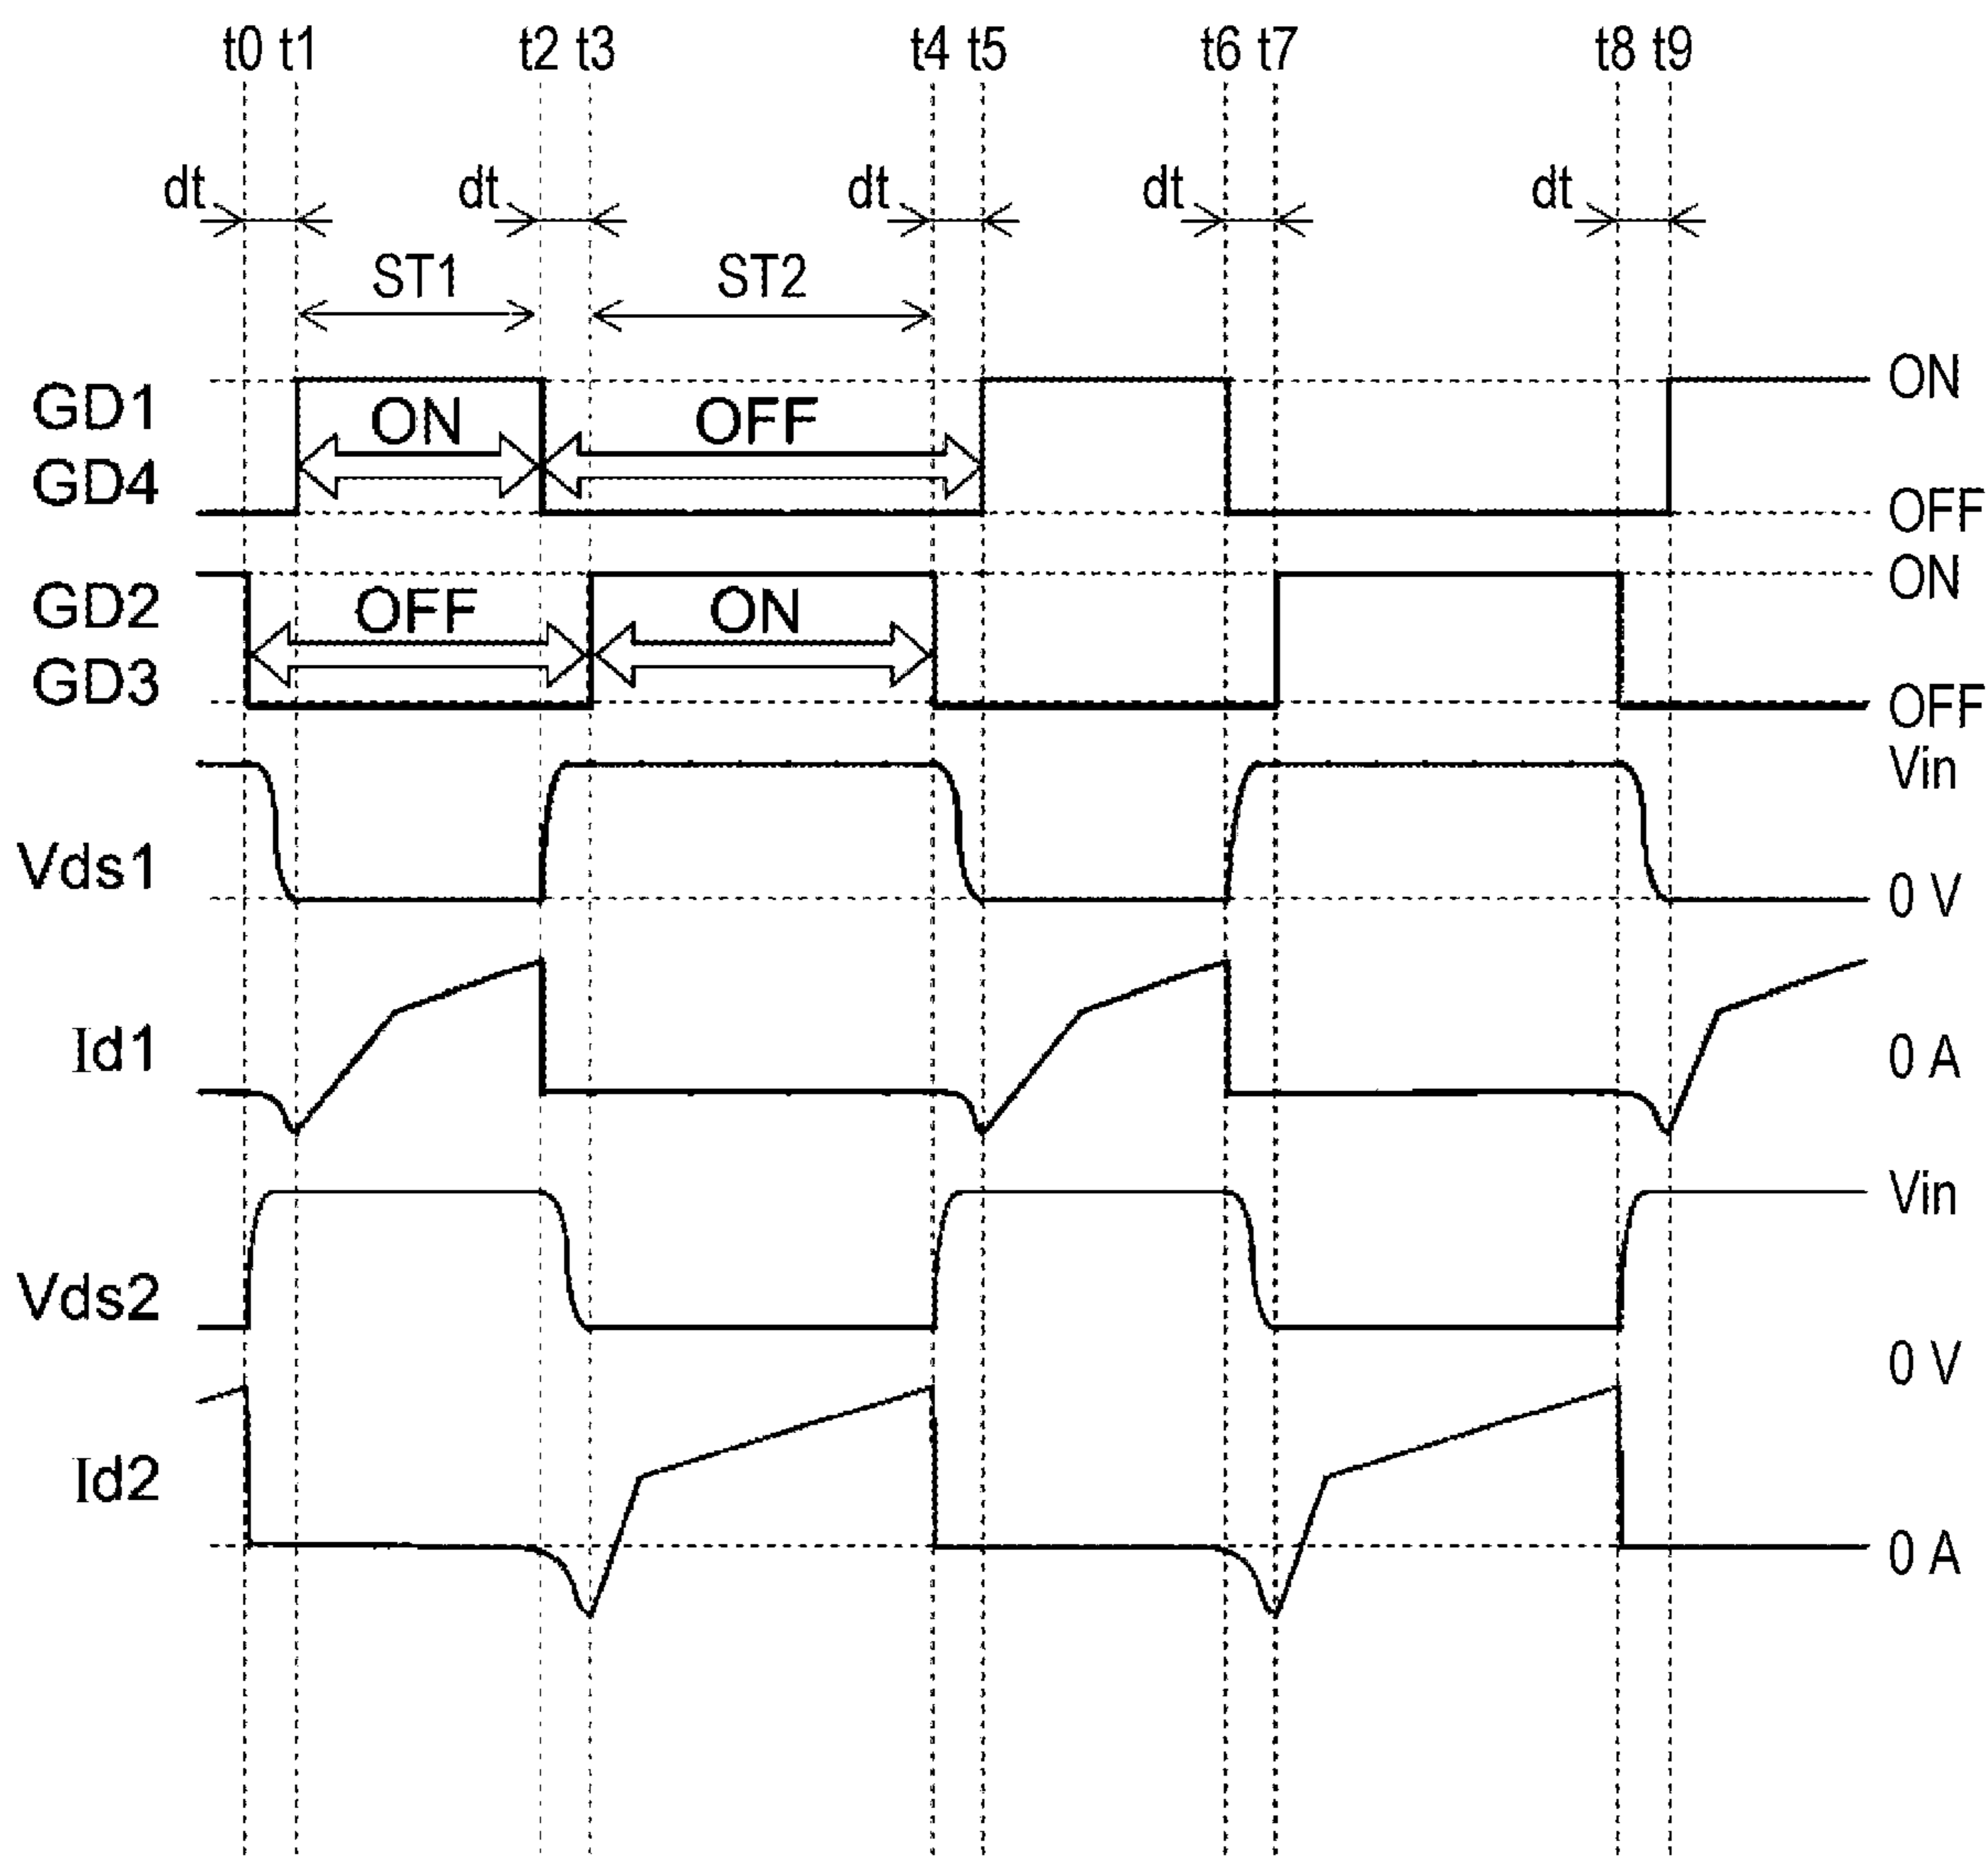 t0 t1 t2 t3 t4 t5 t6 t7 t8 t9
dt dt dt dt dt
ST1 ST2
GD1
GD4
ON OFF
ON
OFF
GD2
GD3
OFF ON
ON
OFF
Vds1
Vin
0 V
Id1
0 A
Vds2
Vin
0 V
Id2
0 A